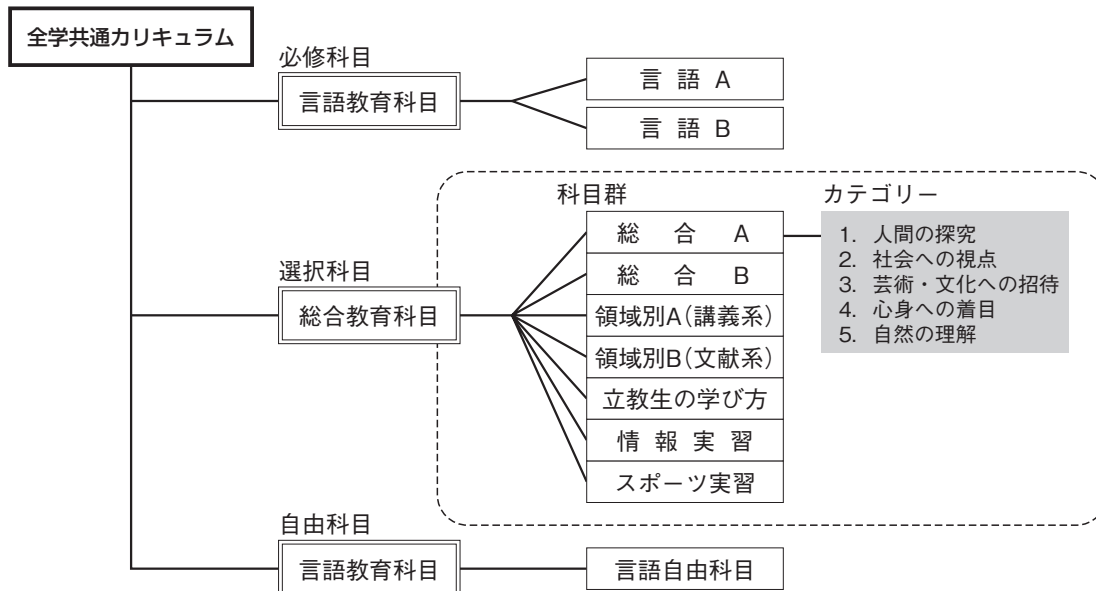 全学共通カリキュラム
必修科目
言語教育科目
言語A
言語B
科目群
カテゴリー
選択科目
総合教育科目
総合A
総合B
領域別A(講義系)
領域別B(文献系)
立教生の学び方
情報実習
スポーツ実習
1. 人間の探究
2. 社会への視点
3. 芸術・文化への招待
4. 心身への着目
5. 自然の理解
自由科目
言語教育科目
言語自由科目